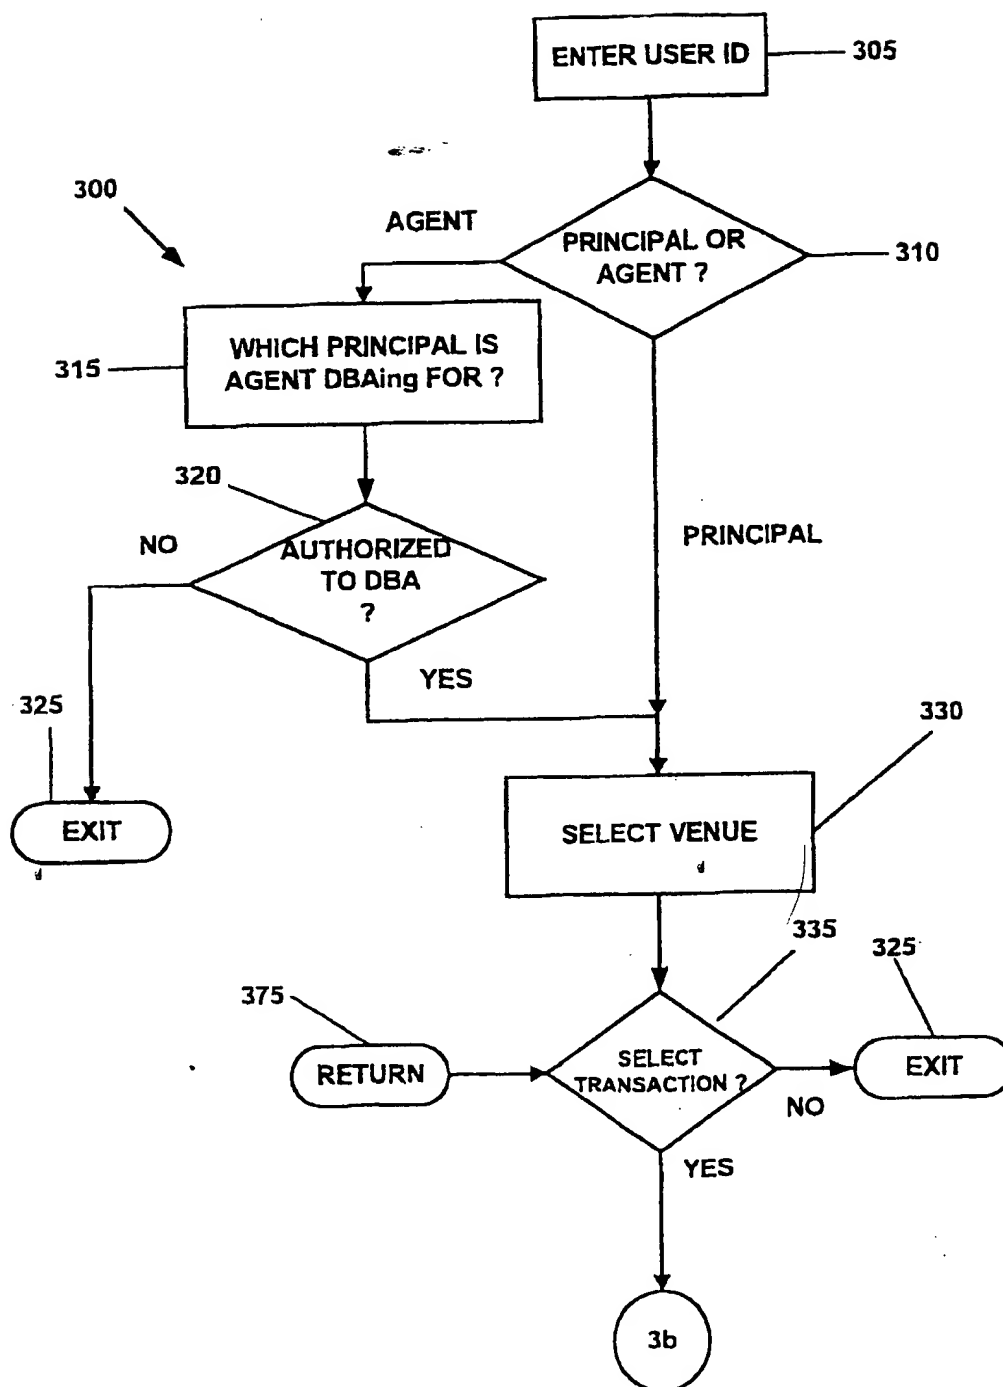 ENTER USER ID
305
300
AGENT
PRINCIPAL OR
AGENT ?
310
315
WHICH PRINCIPAL IS
AGENT DBAing FOR ?
320
NO
AUTHORIZED
TO DBA
?
PRINCIPAL
YES
325
330
EXIT
SELECT VENUE
335
325
375
RETURN
SELECT
TRANSACTION ?
EXIT
NO
YES
3b